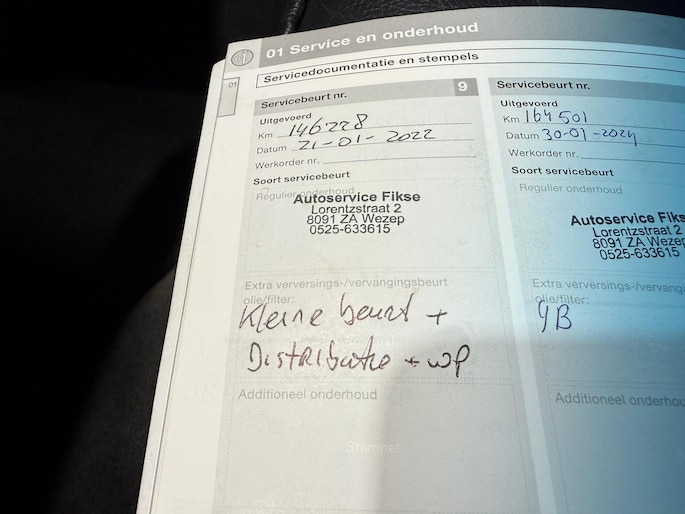 01 Service en onderhoud
Servicedocumentatie en stempels
01
Servicebeurt nr. 9
Uitgevoerd
Km 146228
Datum 21-01-2022
Werkorder nr.
Soort servicebeurt
Regulier onderhoud
Autoservice Fikse
Lorentzstraat 2
8091 ZA Wezep
0525-633615
Extra verversings-/vervangingsbeurt
olie/filter:
Kleine beurt +
Distributie + wp
Additioneel onderhoud
Stempel
Servicebeurt nr.
Uitgevoerd
Km 164501
Datum 30-01-2024
Werkorder nr.
Soort servicebeurt
Regulier onderhoud
Autoservice Fiks
Lorentzstraat 2
8091 ZA Wezep
0525-633615
Extra verversings-/vervangi
olie/filter:
Additioneel onderhou